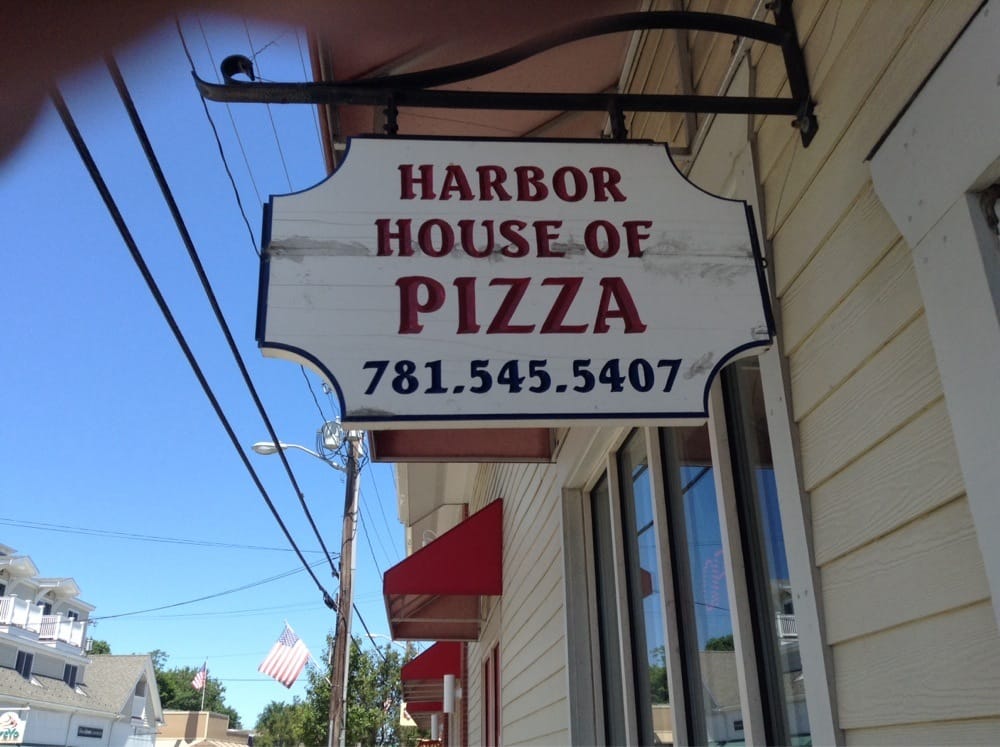 HARBOR
HOUSE OF
PIZZA
781.545.5407